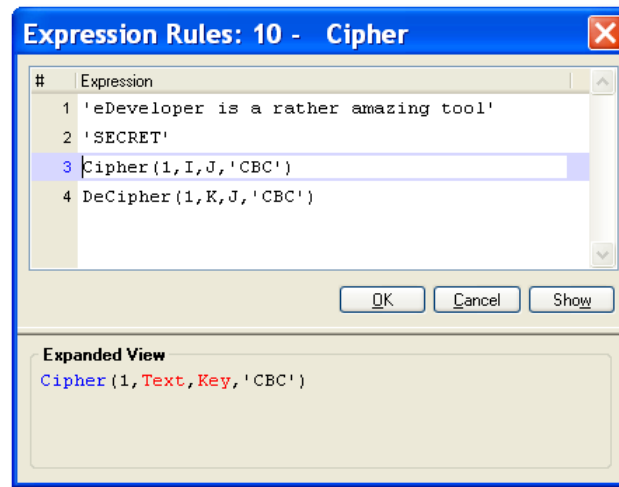 Expression Rules: 10 - Cipher
# Expression
1 'eDeveloper is a rather amazing tool'
2 'SECRET'
3 Cipher(1,I,J,'CBC')
4 DeCipher(1,K,J,'CBC')
OK Cancel Show
Expanded View
Cipher(1,Text,Key,'CBC')